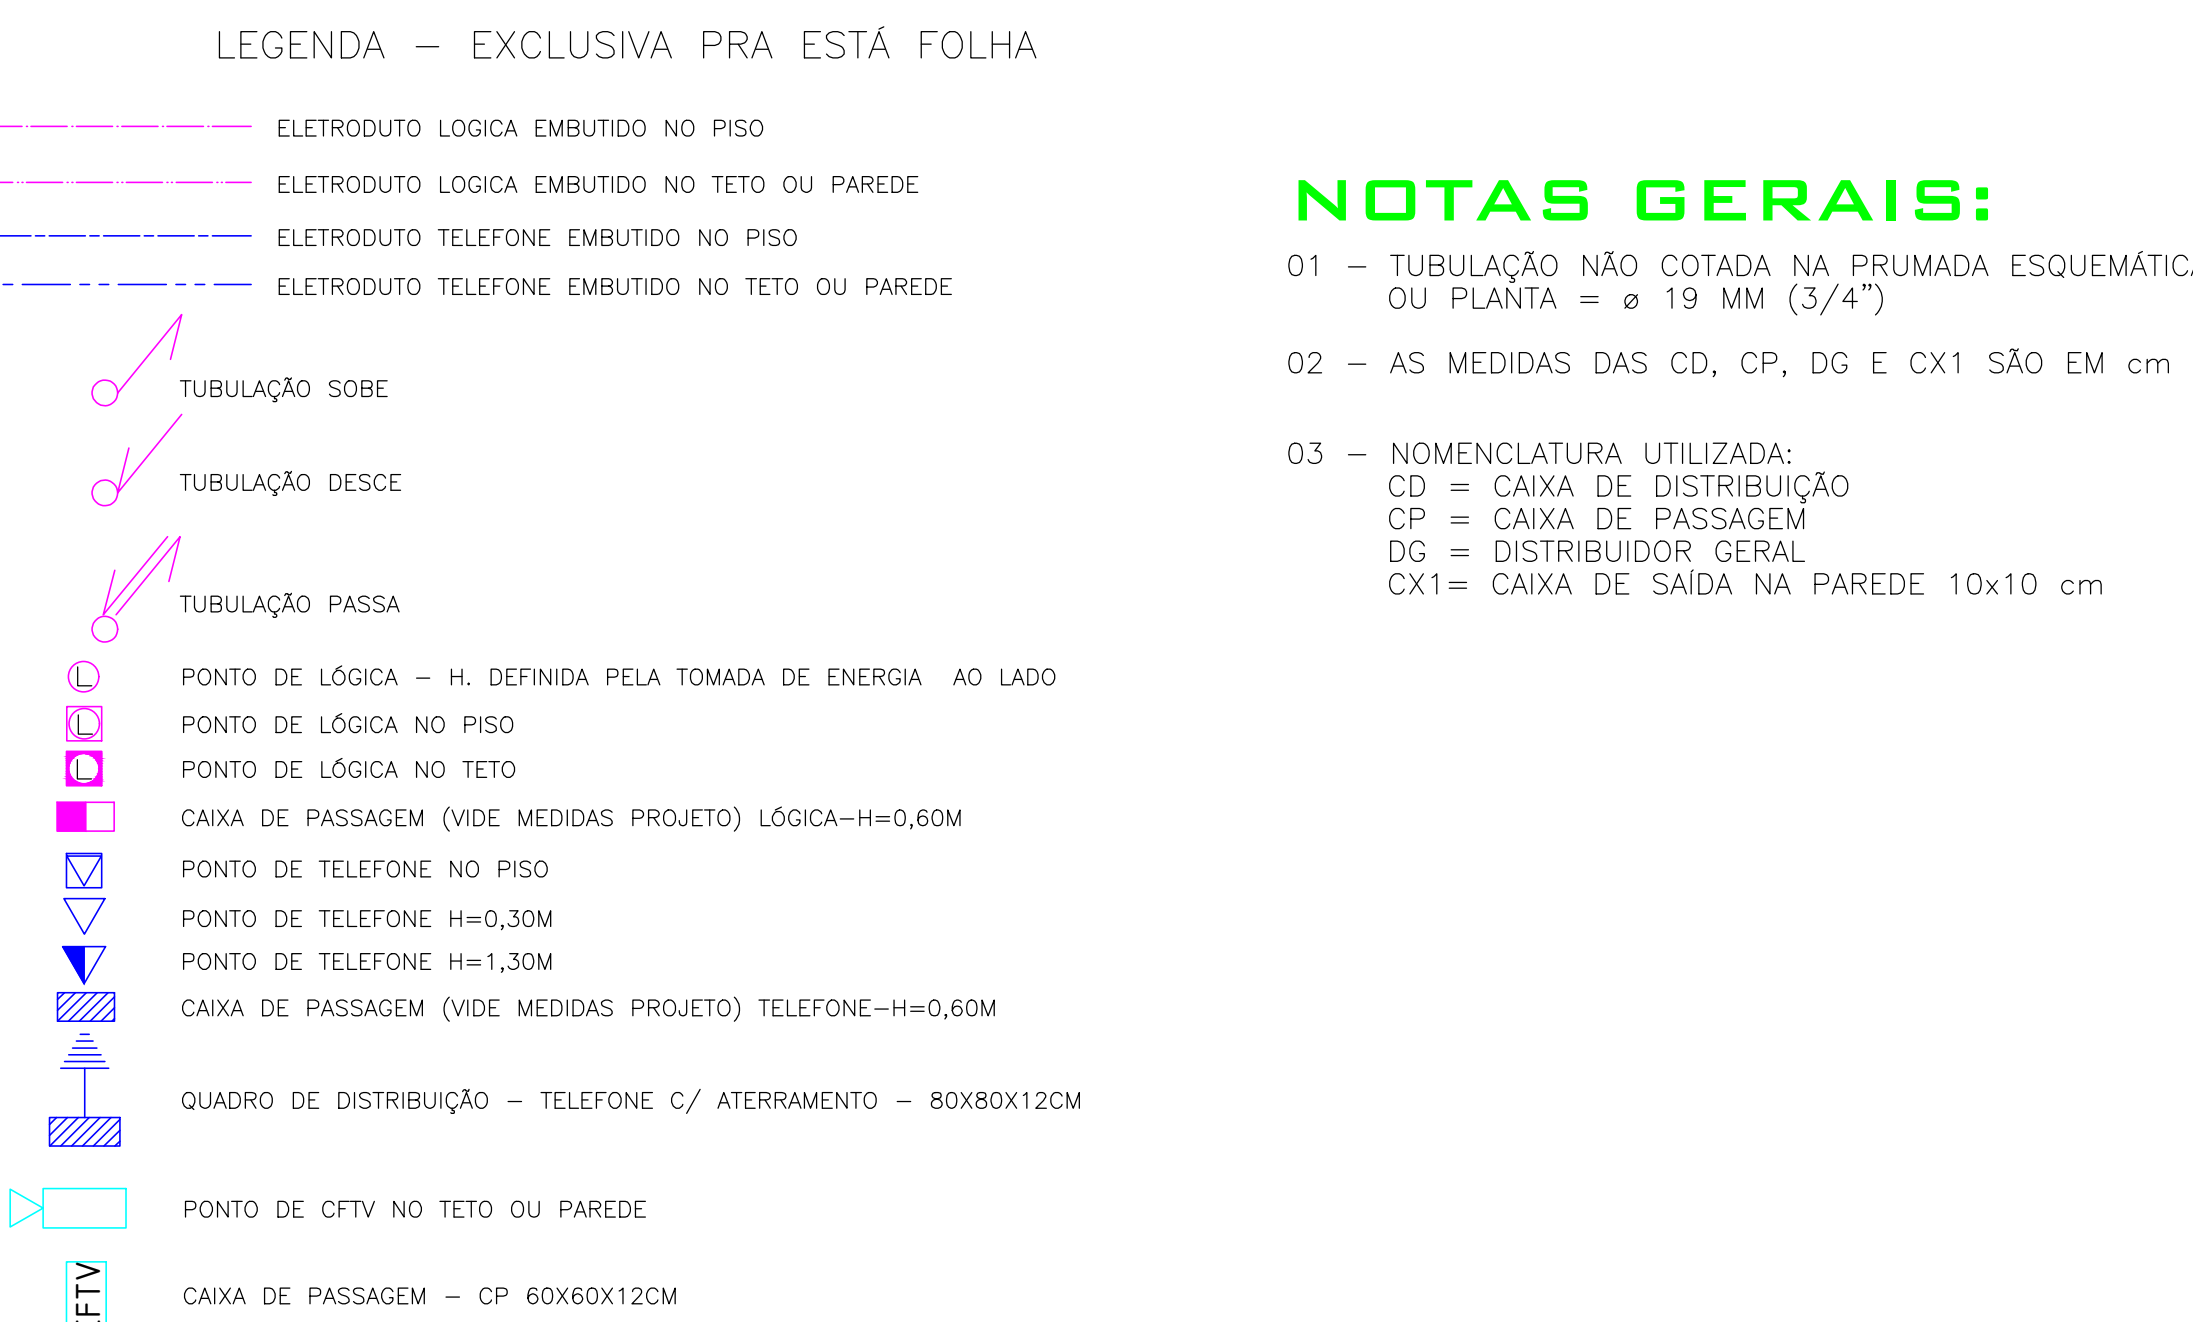 LEGENDA – EXCLUSIVA PRA ESTÁ FOLHA
ELETRODUTO LOGICA EMBUTIDO NO PISO
ELETRODUTO LOGICA EMBUTIDO NO TETO OU PAREDE
ELETRODUTO TELEFONE EMBUTIDO NO PISO
ELETRODUTO TELEFONE EMBUTIDO NO TETO OU PAREDE
TUBULAÇÃO SOBE
TUBULAÇÃO DESCE
TUBULAÇÃO PASSA
L PONTO DE LÓGICA – H. DEFINIDA PELA TOMADA DE ENERGIA AO LADO
L PONTO DE LÓGICA NO PISO
L PONTO DE LÓGICA NO TETO
CAIXA DE PASSAGEM (VIDE MEDIDAS PROJETO) LÓGICA–H=0,60M
PONTO DE TELEFONE NO PISO
PONTO DE TELEFONE H=0,30M
PONTO DE TELEFONE H=1,30M
CAIXA DE PASSAGEM (VIDE MEDIDAS PROJETO) TELEFONE–H=0,60M
QUADRO DE DISTRIBUIÇÃO – TELEFONE C/ ATERRAMENTO – 80X80X12CM
PONTO DE CFTV NO TETO OU PAREDE
CFTV CAIXA DE PASSAGEM – CP 60X60X12CM
NOTAS GERAIS:
01 – TUBULAÇÃO NÃO COTADA NA PRUMADA ESQUEMÁTICA
OU PLANTA = ø 19 MM (3/4")
02 – AS MEDIDAS DAS CD, CP, DG E CX1 SÃO EM cm
03 – NOMENCLATURA UTILIZADA:
CD = CAIXA DE DISTRIBUIÇÃO
CP = CAIXA DE PASSAGEM
DG = DISTRIBUIDOR GERAL
CX1= CAIXA DE SAÍDA NA PAREDE 10x10 cm